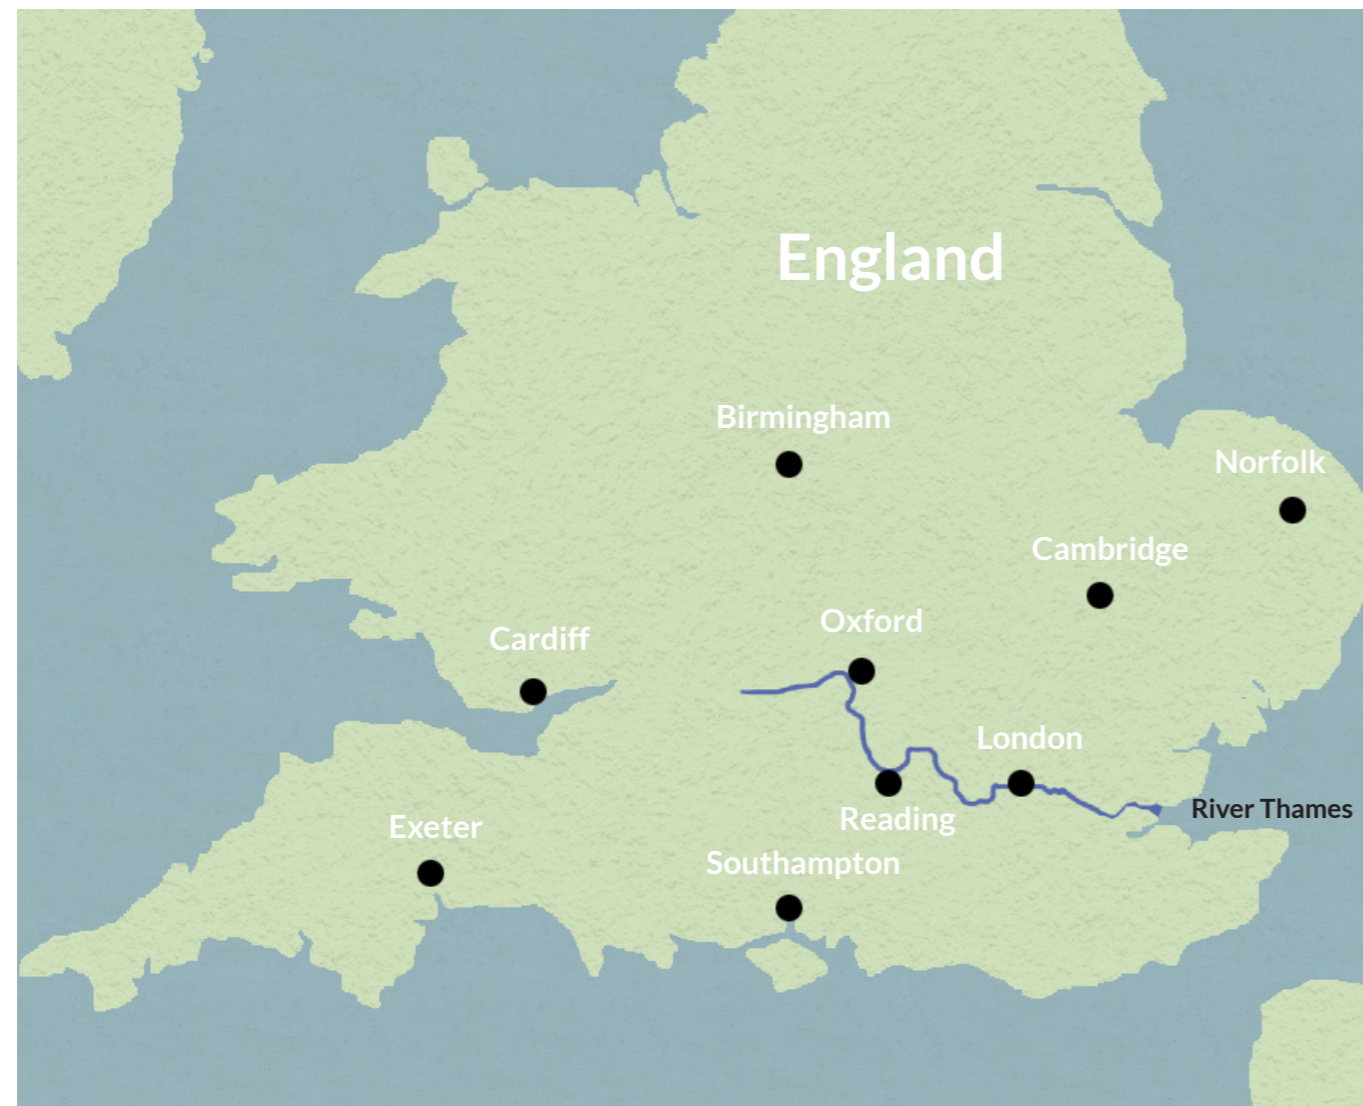 England
Birmingham
Norfolk
Cambridge
Oxford
Cardiff
London
River Thames
Reading
Exeter
Southampton